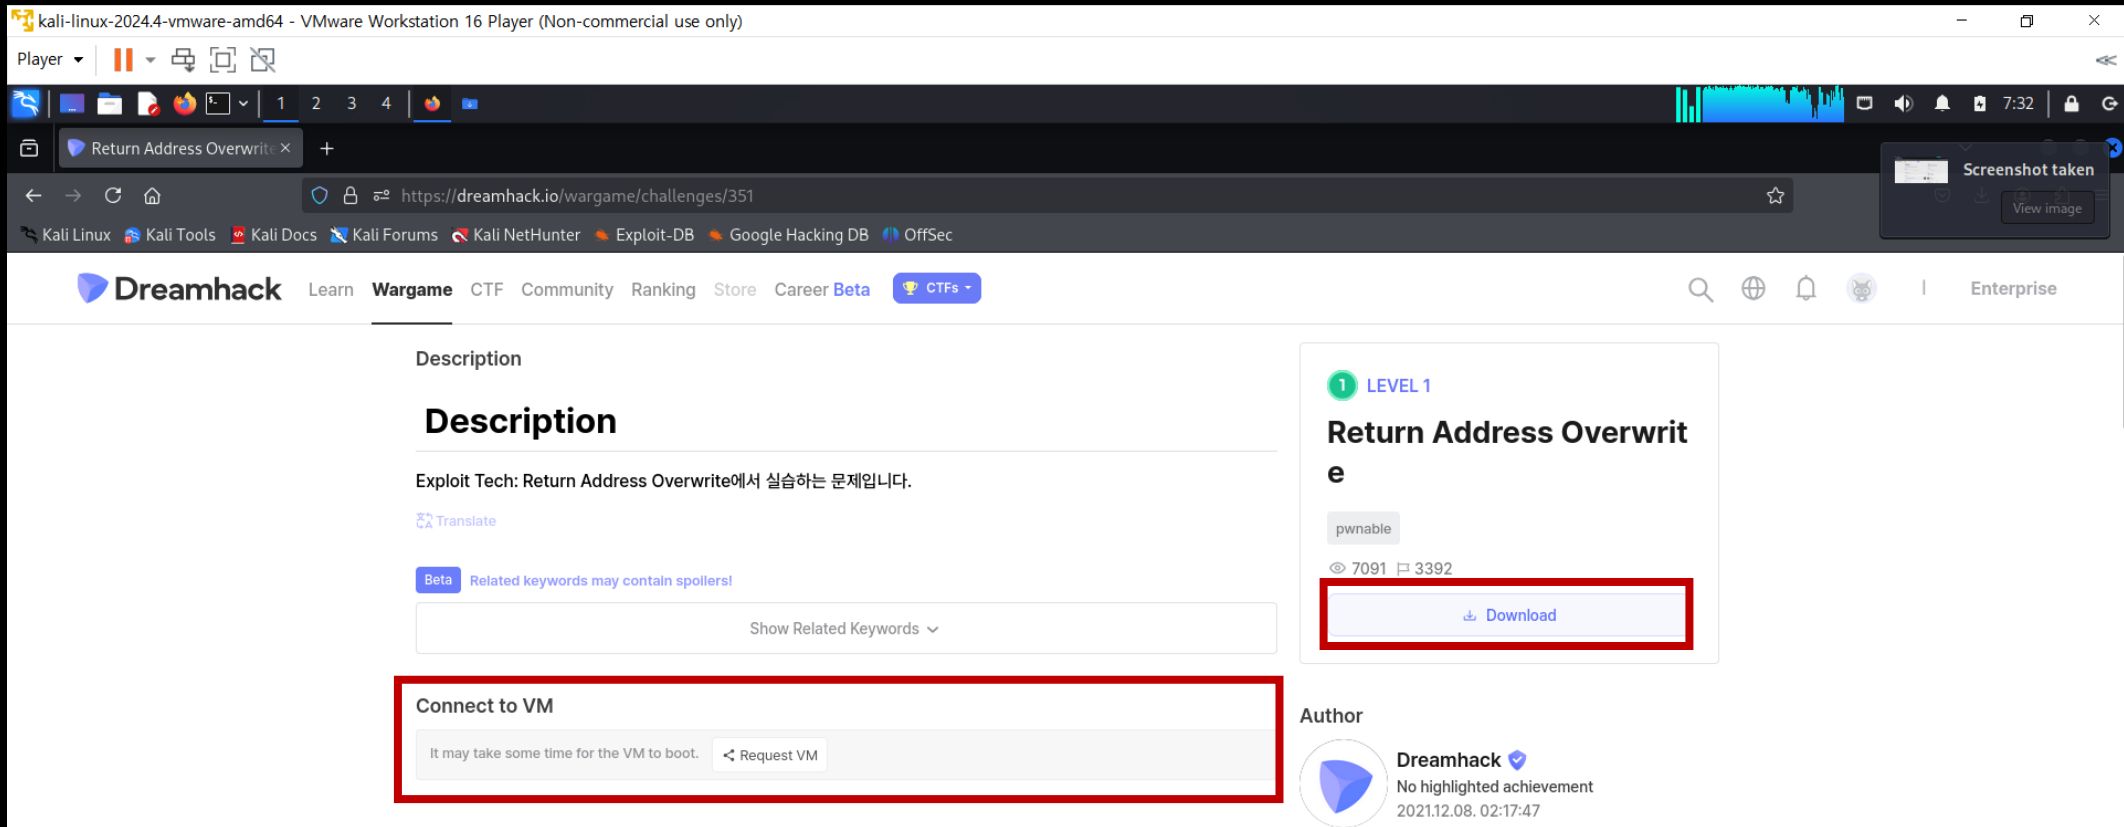 kali-linux-2024.4-vmware-amd64 - VMware Workstation 16 Player (Non-commercial use only)
Player
1 2 3 4
7:32
Return Address Overwrite
Screenshot taken
https://dreamhack.io/wargame/challenges/351
View image
Kali Linux Kali Tools Kali Docs Kali Forums Kali NetHunter Exploit-DB Google Hacking DB OffSec
Dreamhack Learn Wargame CTF Community Ranking Store Career Beta CTFs Enterprise
Description
Description
Exploit Tech: Return Address Overwrite에서 실습하는 문제입니다.
Translate
Beta Related keywords may contain spoilers!
Show Related Keywords
Connect to VM
It may take some time for the VM to boot. Request VM
1 LEVEL 1
Return Address Overwrit
e
pwnable
7091 3392
Download
Author
Dreamhack
No highlighted achievement
2021.12.08. 02:17:47